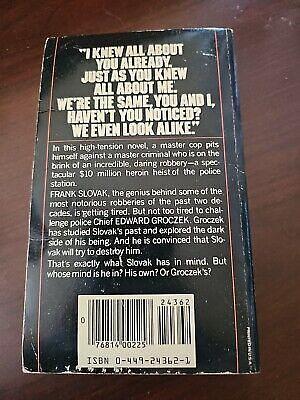 "I KNEW ALL ABOUT
YOU ALREADY.
JUST AS YOU KNEW
ALL ABOUT ME.
WE'RE THE SAME, YOU AND I,
HAVEN'T YOU NOTICED?
WE EVEN LOOK ALIKE."
In this high-tension novel, a master cop pits
himself against a master criminal who is on the
brink of an incredible, daring robbery—a spec-
tacular $10 million heroin heist of the police
station.
FRANK SLOVAK, the genius behind some of the
most notorious robberies of the past two de-
cades, is getting tired. But not too tired to chal-
lenge police Chief EDWARD GROCZEK. Groczek
has studied Slovak's past and explored the dark
side of his being. And he is convinced that Slo-
vak will try to destroy him.
That's exactly what Slovak has in mind. But
whose mind is he in? His own? Or Groczek's?
24362
0
76814 00225
ISBN 0-449-24362-1
PRINTED IN U.S.A.